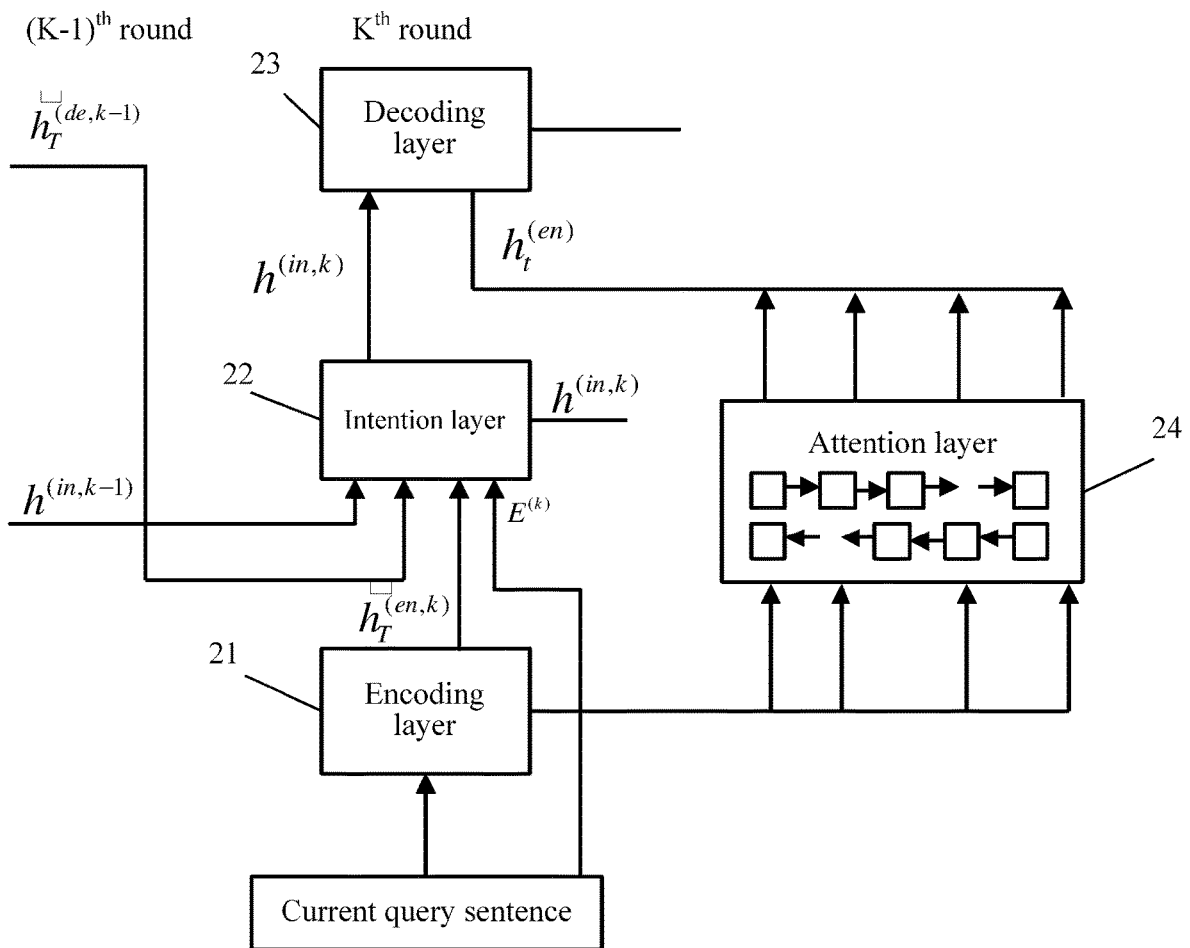 (K-1)th round
Kth round
23
Decoding
layer
h_T^(de,k−1)
h_t^(en)
h^(in,k)
22
Intention layer
h^(in,k)
Attention layer
24
h^(in,k−1)
E^(k)
h_T^(en,k)
21
Encoding
layer
Current query sentence